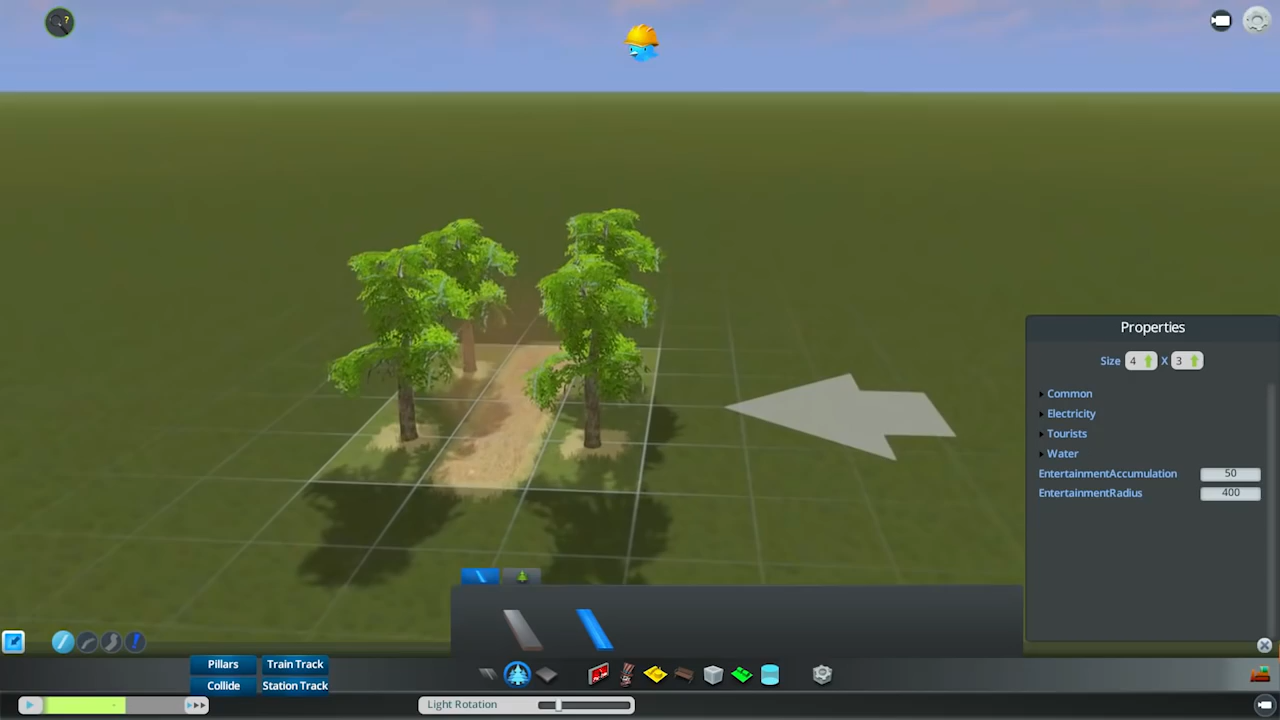 ?
Properties
Size 4 X 3
Common
Electricity
Tourists
Water
EntertainmentAccumulation 50
EntertainmentRadius 400
Pillars Train Track
Collide Station Track
Light Rotation